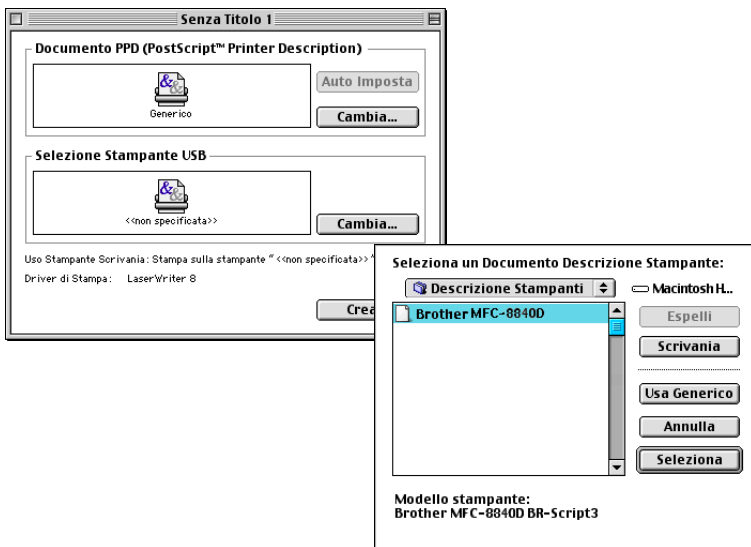 Senza Titolo 1
Documento PPD (PostScript™ Printer Description)
Generico
Auto Imposta
Cambia...
Selezione Stampante USB
<<non specificata>>
Cambia...
Uso Stampante Scrivania: Stampa sulla stampante " <<non specificata>> "
Driver di Stampa: LaserWriter 8
Crea
Seleziona un Documento Descrizione
Stampante:
Descrizione Stampanti
Macintosh H...
Brother MFC-8840D
Espelli
Scrivania
Usa Generico
Annulla
Seleziona
Modello stampante:
Brother MFC-8840D BR-Script3